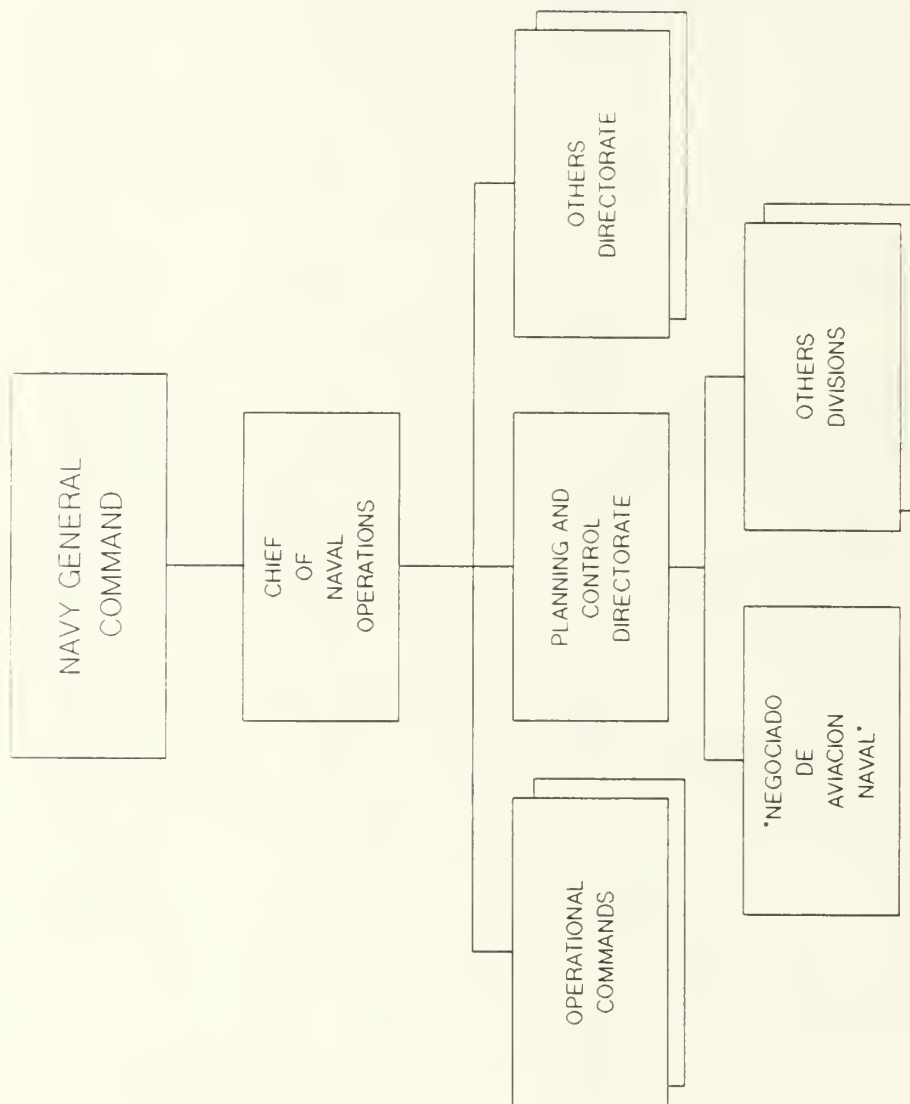 NAVY GENERAL
COMMAND
CHIEF
OF
NAVAL
OPERATIONS
OPERATIONAL
COMMANDS
PLANNING AND
CONTROL
DIRECTORATE
OTHERS
DIRECTORATE
"NEGOCIADO
DE
AVIACION
NAVAL"
OTHERS
DIVISIONS